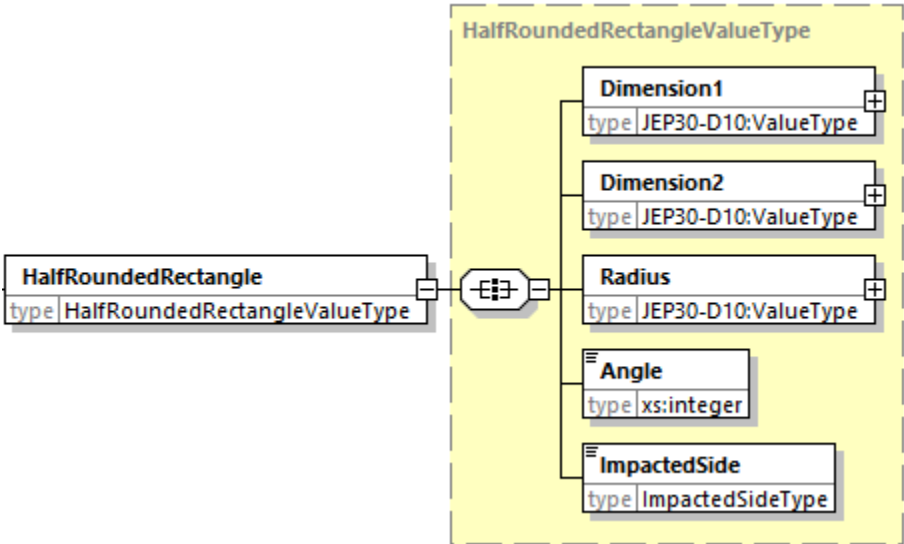 HalfRoundedRectangleValueType
Dimension1
type JEP30-D10:ValueType
Dimension2
type JEP30-D10:ValueType
HalfRoundedRectangle
type HalfRoundedRectangleValueType
Radius
type JEP30-D10:ValueType
Angle
type xs:integer
ImpactedSide
type ImpactedSideType